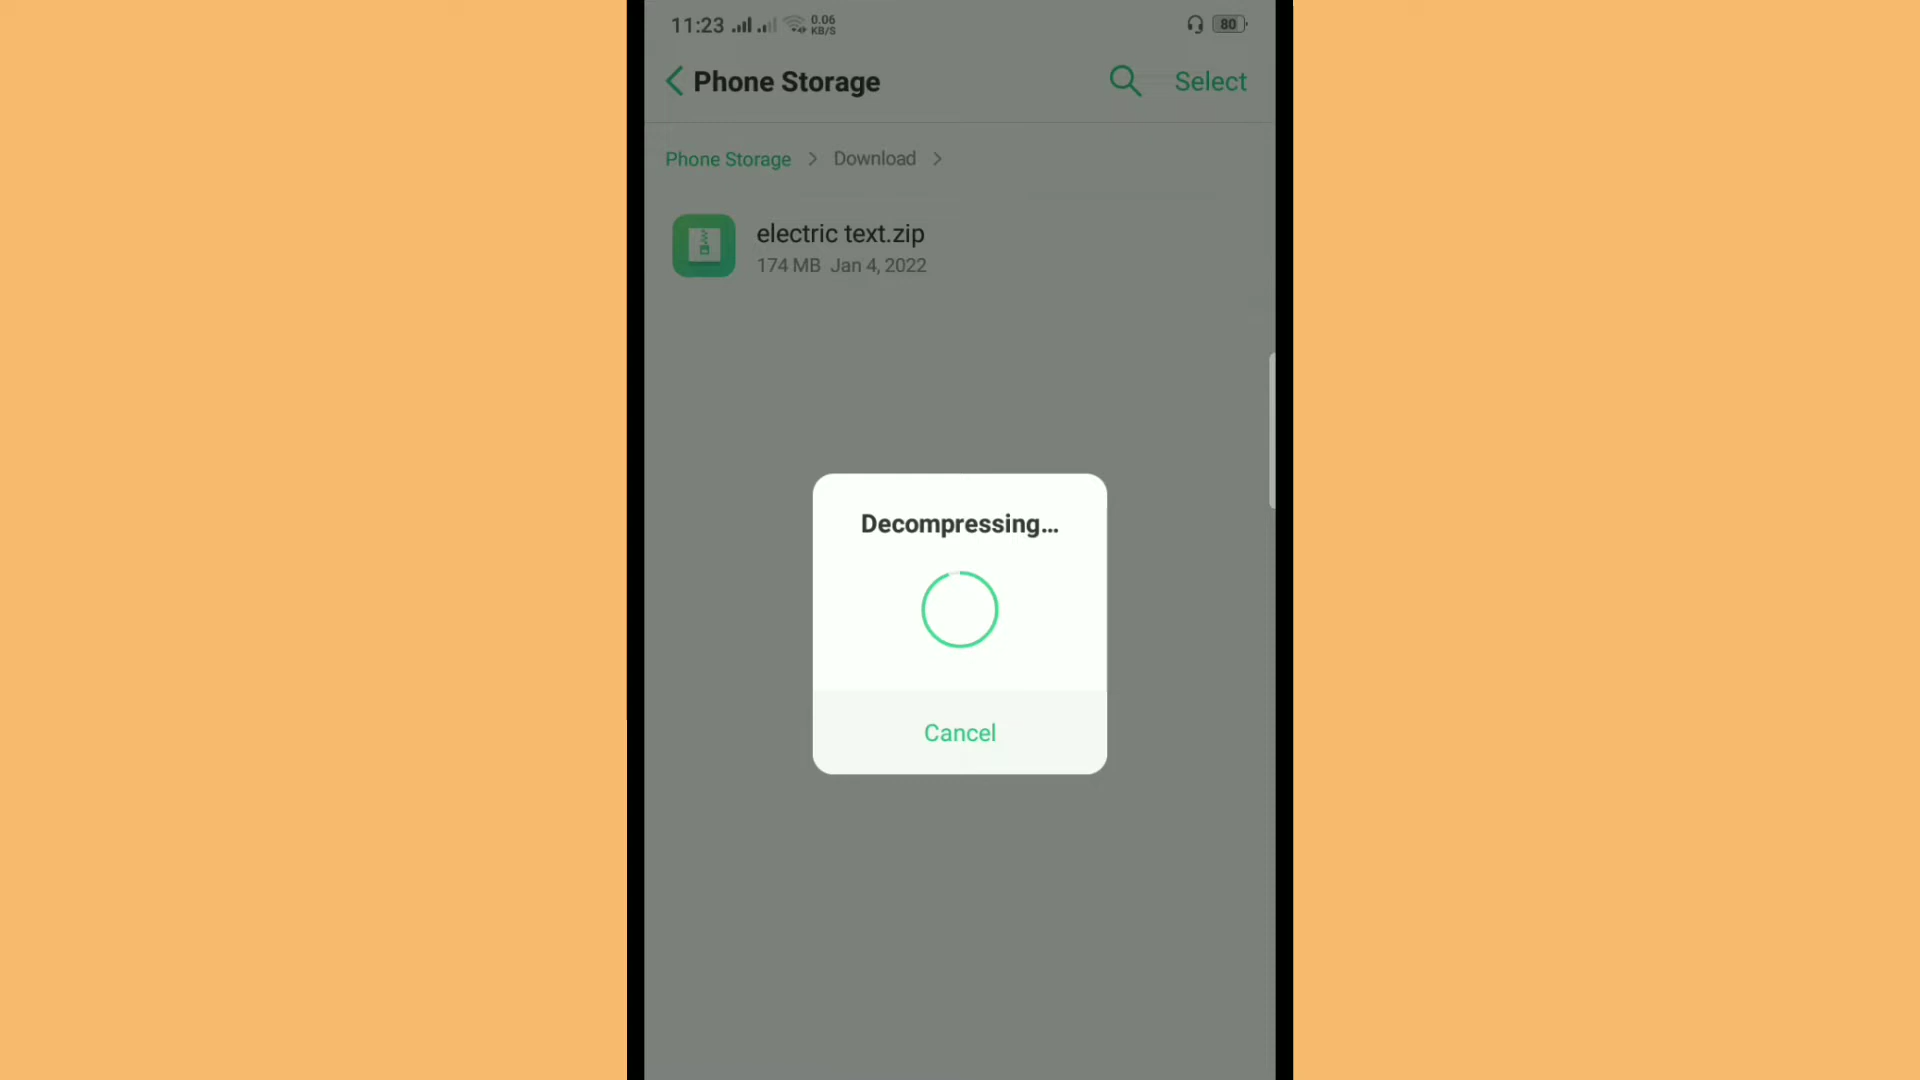 11:23 0.06 KB/S 80
Phone Storage Select
Phone Storage > Download >
electric text.zip
174 MB Jan 4, 2022
Decompressing...
Cancel